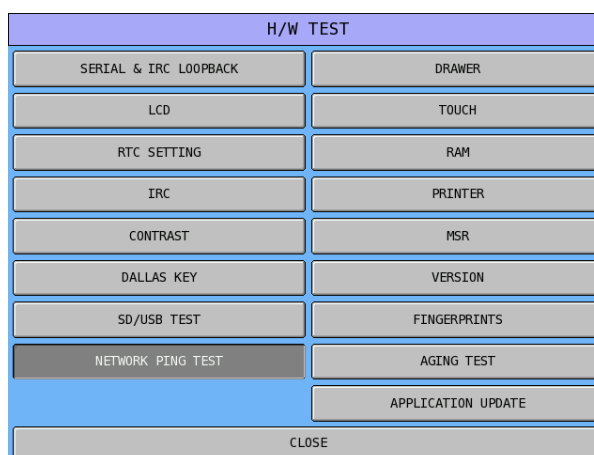 H/W TEST
SERIAL & IRC LOOPBACK
DRAWER
LCD
TOUCH
RTC SETTING
RAM
IRC
PRINTER
CONTRAST
MSR
DALLAS KEY
VERSION
SD/USB TEST
FINGERPRINTS
NETWORK PING TEST
AGING TEST
APPLICATION UPDATE
CLOSE